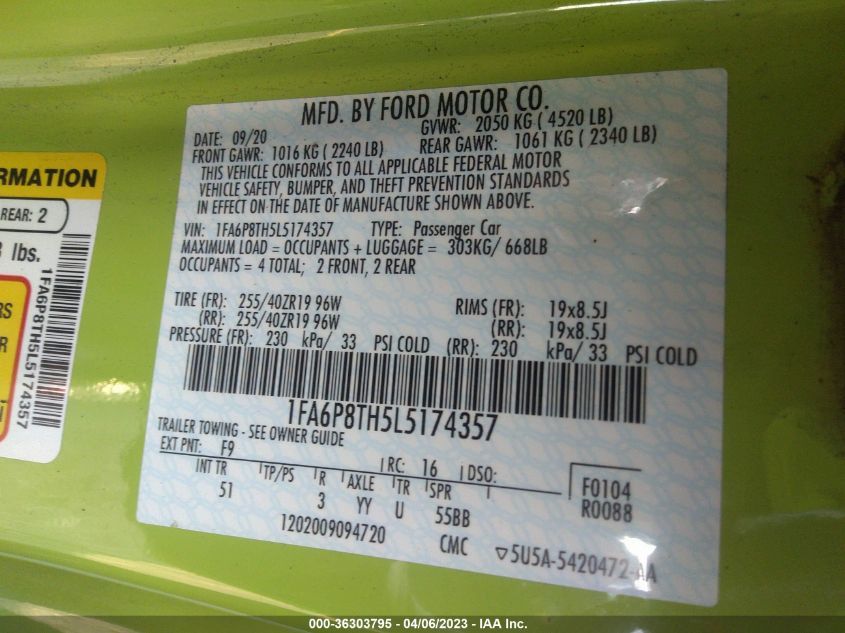 MFD. BY FORD MOTOR CO.
DATE: 09/20 GVWR: 2050 KG ( 4520 LB)
FRONT GAWR: 1016 KG ( 2240 LB) REAR GAWR: 1061 KG ( 2340 LB)
THIS VEHICLE CONFORMS TO ALL APPLICABLE FEDERAL MOTOR
VEHICLE SAFETY, BUMPER, AND THEFT PREVENTION STANDARDS
IN EFFECT ON THE DATE OF MANUFACTURE SHOWN ABOVE.
VIN: 1FA6P8TH5L5174357 TYPE: Passenger Car
MAXIMUM LOAD = OCCUPANTS + LUGGAGE = 303KG/ 668LB
OCCUPANTS = 4 TOTAL; 2 FRONT, 2 REAR
TIRE (FR): 255/40ZR19 96W RIMS (FR): 19x8.5J
(RR): 255/40ZR19 96W (RR): 19x8.5J
PRESSURE (FR): 230 kPa/ 33 PSI COLD (RR): 230 kPa/ 33 PSI COLD
1FA6P8TH5L5174357
TRAILER TOWING - SEE OWNER GUIDE
EXT PNT: F9 RC: 16 DSO:
INT TR TP/PS R AXLE TR SPR
51 3 YY U 55BB
F0104
R0088
1202009094720 CMC ▽5U5A-5420472-AA
RMATION
REAR: 2
lbs.
RS
R
1FA6P8TH5L5174357
000-36303795 - 04/06/2023 - IAA Inc.